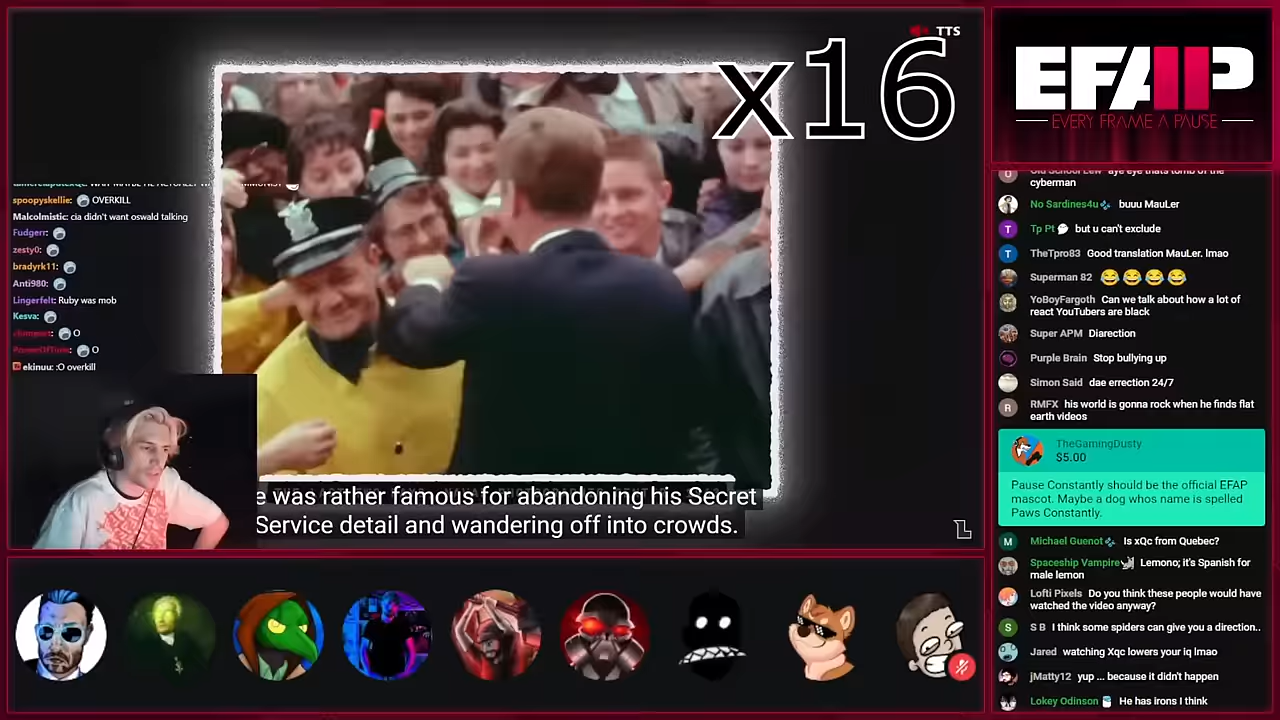 TTS
x16
spoopyskellie: OVERKILL
Malcolmistic: cia didn't want oswald talking
Fudgerr:
zesty0:
bradyrk11:
Anti980:
Lingerfelt: Ruby was mob
Kesva:
O
O
ekinuu: :O overkill
e was rather famous for abandoning his Secret
Service detail and wandering off into crowds.
EFAP
EVERY FRAME A PAUSE
cyberman
No Sardines4u buuu MauLer
Tp Pt but u can't exclude
TheTpro83 Good translation MauLer. lmao
Superman 82
YoBoyFargoth Can we talk about how a lot of
react YouTubers are black
Super APM Diarection
Purple Brain Stop bullying up
Simon Said dae errection 24/7
RMFX his world is gonna rock when he finds flat
earth videos
TheGamingDusty
$5.00
Pause Constantly should be the official EFAP
mascot. Maybe a dog whos name is spelled
Paws Constantly.
Michael Guenot Is xQc from Quebec?
Spaceship Vampire Lemono; it's Spanish for
male lemon
Lofti Pixels Do you think these people would have
watched the video anyway?
S B I think some spiders can give you a direction..
Jared watching Xqc lowers your iq lmao
jMatty12 yup ... because it didn't happen
Lokey Odinson He has irons I think